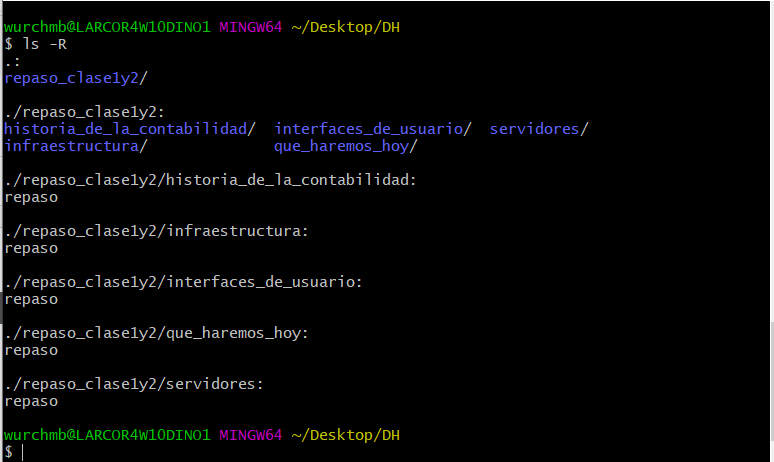 wurchmb@LARCOR4W10DINO1 MINGW64 ~/Desktop/DH
$ ls -R
.:
repaso_clase1y2/
./repaso_clase1y2:
historia_de_la_contabilidad/  interfaces_de_usuario/  servidores/
infraestructura/              que_haremos_hoy/
./repaso_clase1y2/historia_de_la_contabilidad:
repaso
./repaso_clase1y2/infraestructura:
repaso
./repaso_clase1y2/interfaces_de_usuario:
repaso
./repaso_clase1y2/que_haremos_hoy:
repaso
./repaso_clase1y2/servidores:
repaso
wurchmb@LARCOR4W10DINO1 MINGW64 ~/Desktop/DH
$